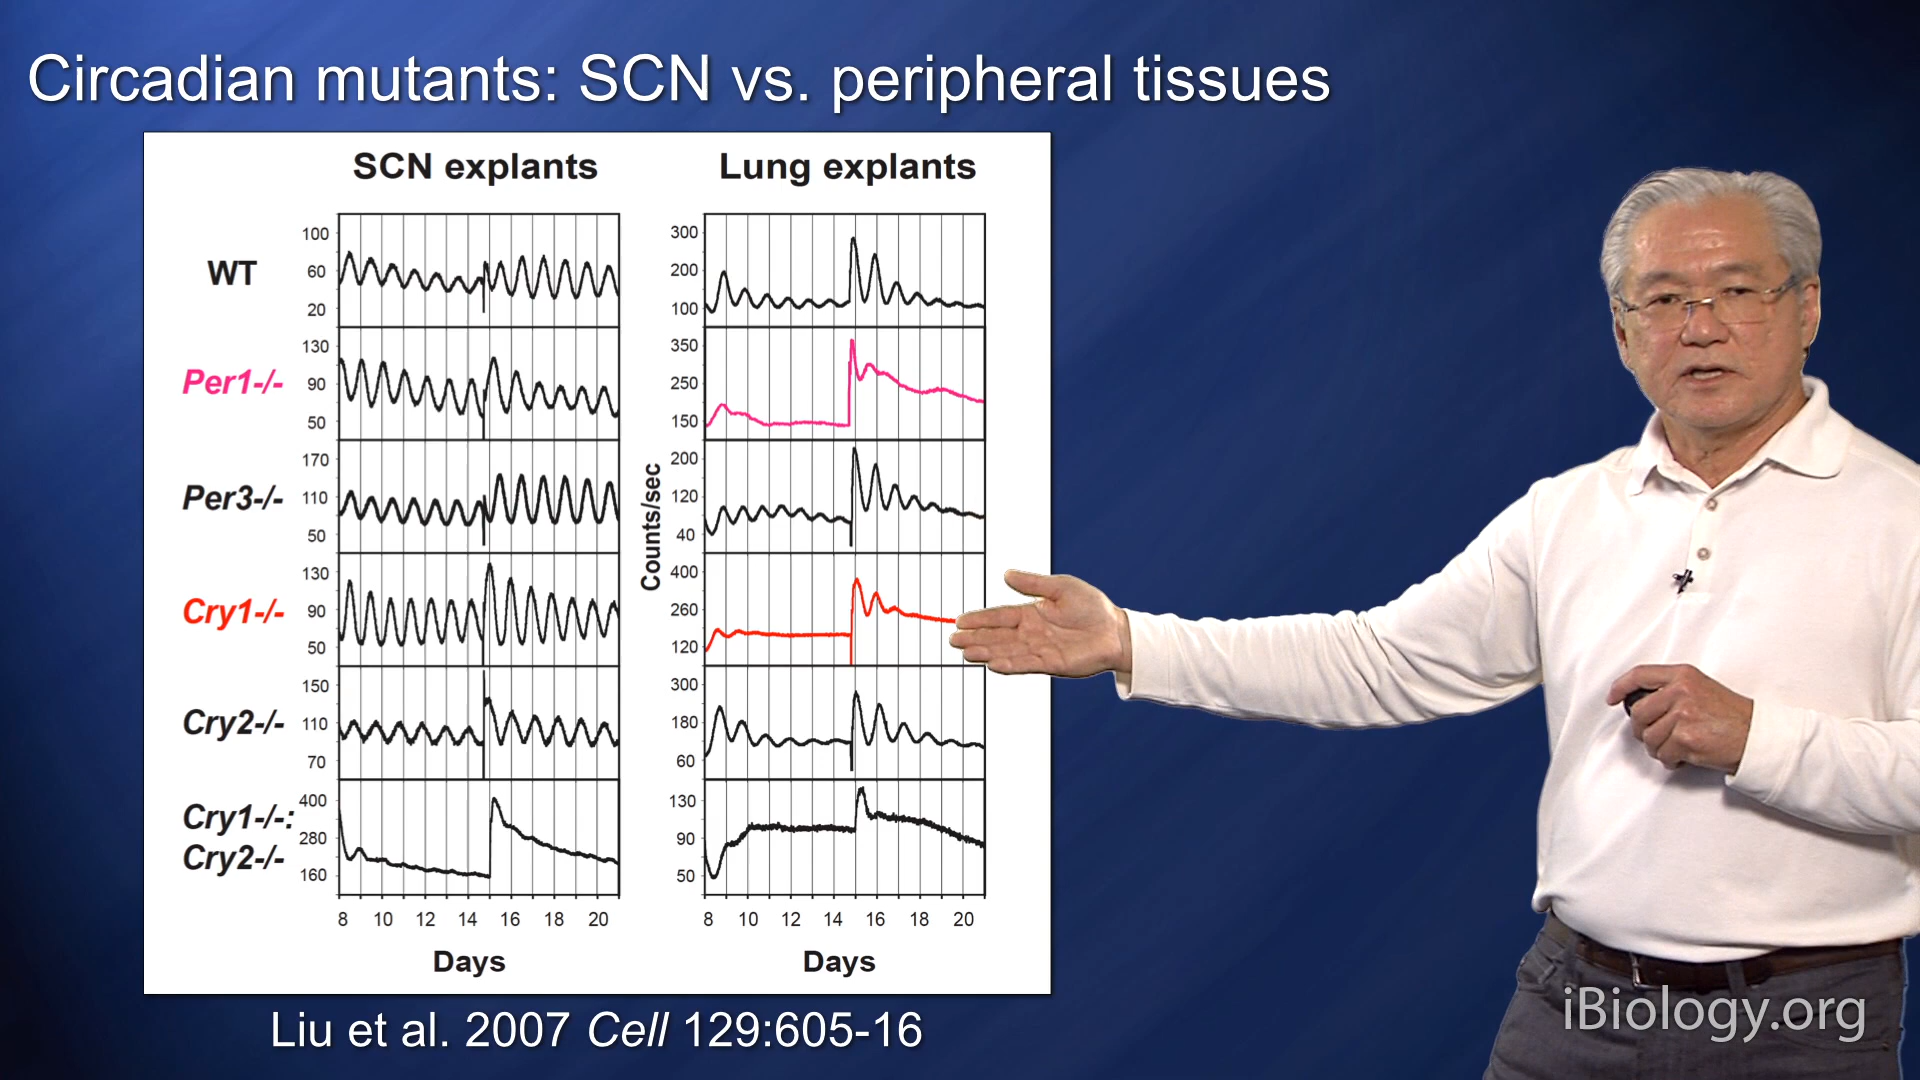 Circadian mutants: SCN vs. peripheral tissues
SCN explants
Lung explants
WT
100
60
20
300
200
100
Per1-/-
130
90
50
350
250
150
Per3-/-
170
110
50
200
120
40
Cry1-/-
130
90
50
400
260
120
Cry2-/-
150
110
70
300
180
60
Cry1-/-:
Cry2-/-
400
280
160
130
90
50
Counts/sec
8 10 12 14 16 18 20
8 10 12 14 16 18 20
Days
Days
Liu et al. 2007 Cell 129:605-16
iBiology.org